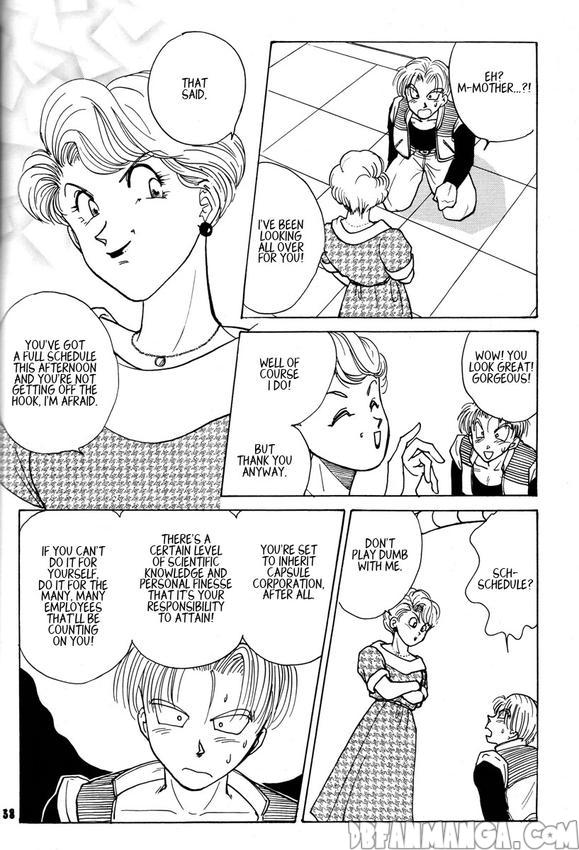 EH?
M-MOTHER...?!
I'VE BEEN
LOOKING
ALL OVER
FOR YOU!
WOW! YOU
LOOK GREAT!
GORGEOUS!
WELL OF
COURSE
I DO!
BUT
THANK YOU
ANYWAY.
THAT
SAID.
YOU'VE GOT
A FULL SCHEDULE
THIS AFTERNOON
AND YOU'RE NOT
GETTING OFF THE
HOOK, I'M AFRAID.
SCH-
SCHEDULE?
DON'T
PLAY DUMB
WITH ME.
YOU'RE SET
TO INHERIT
CAPSULE
CORPORATION,
AFTER ALL.
THERE'S A
CERTAIN LEVEL
OF SCIENTIFIC
KNOWLEDGE AND
PERSONAL FINESSE
THAT IT'S YOUR
RESPONSIBILITY
TO ATTAIN!
IF YOU CAN'T
DO IT FOR
YOURSELF,
DO IT FOR THE
MANY, MANY
EMPLOYEES
THAT'LL BE
COUNTING
ON YOU!
38
DBFANMANGA.COM